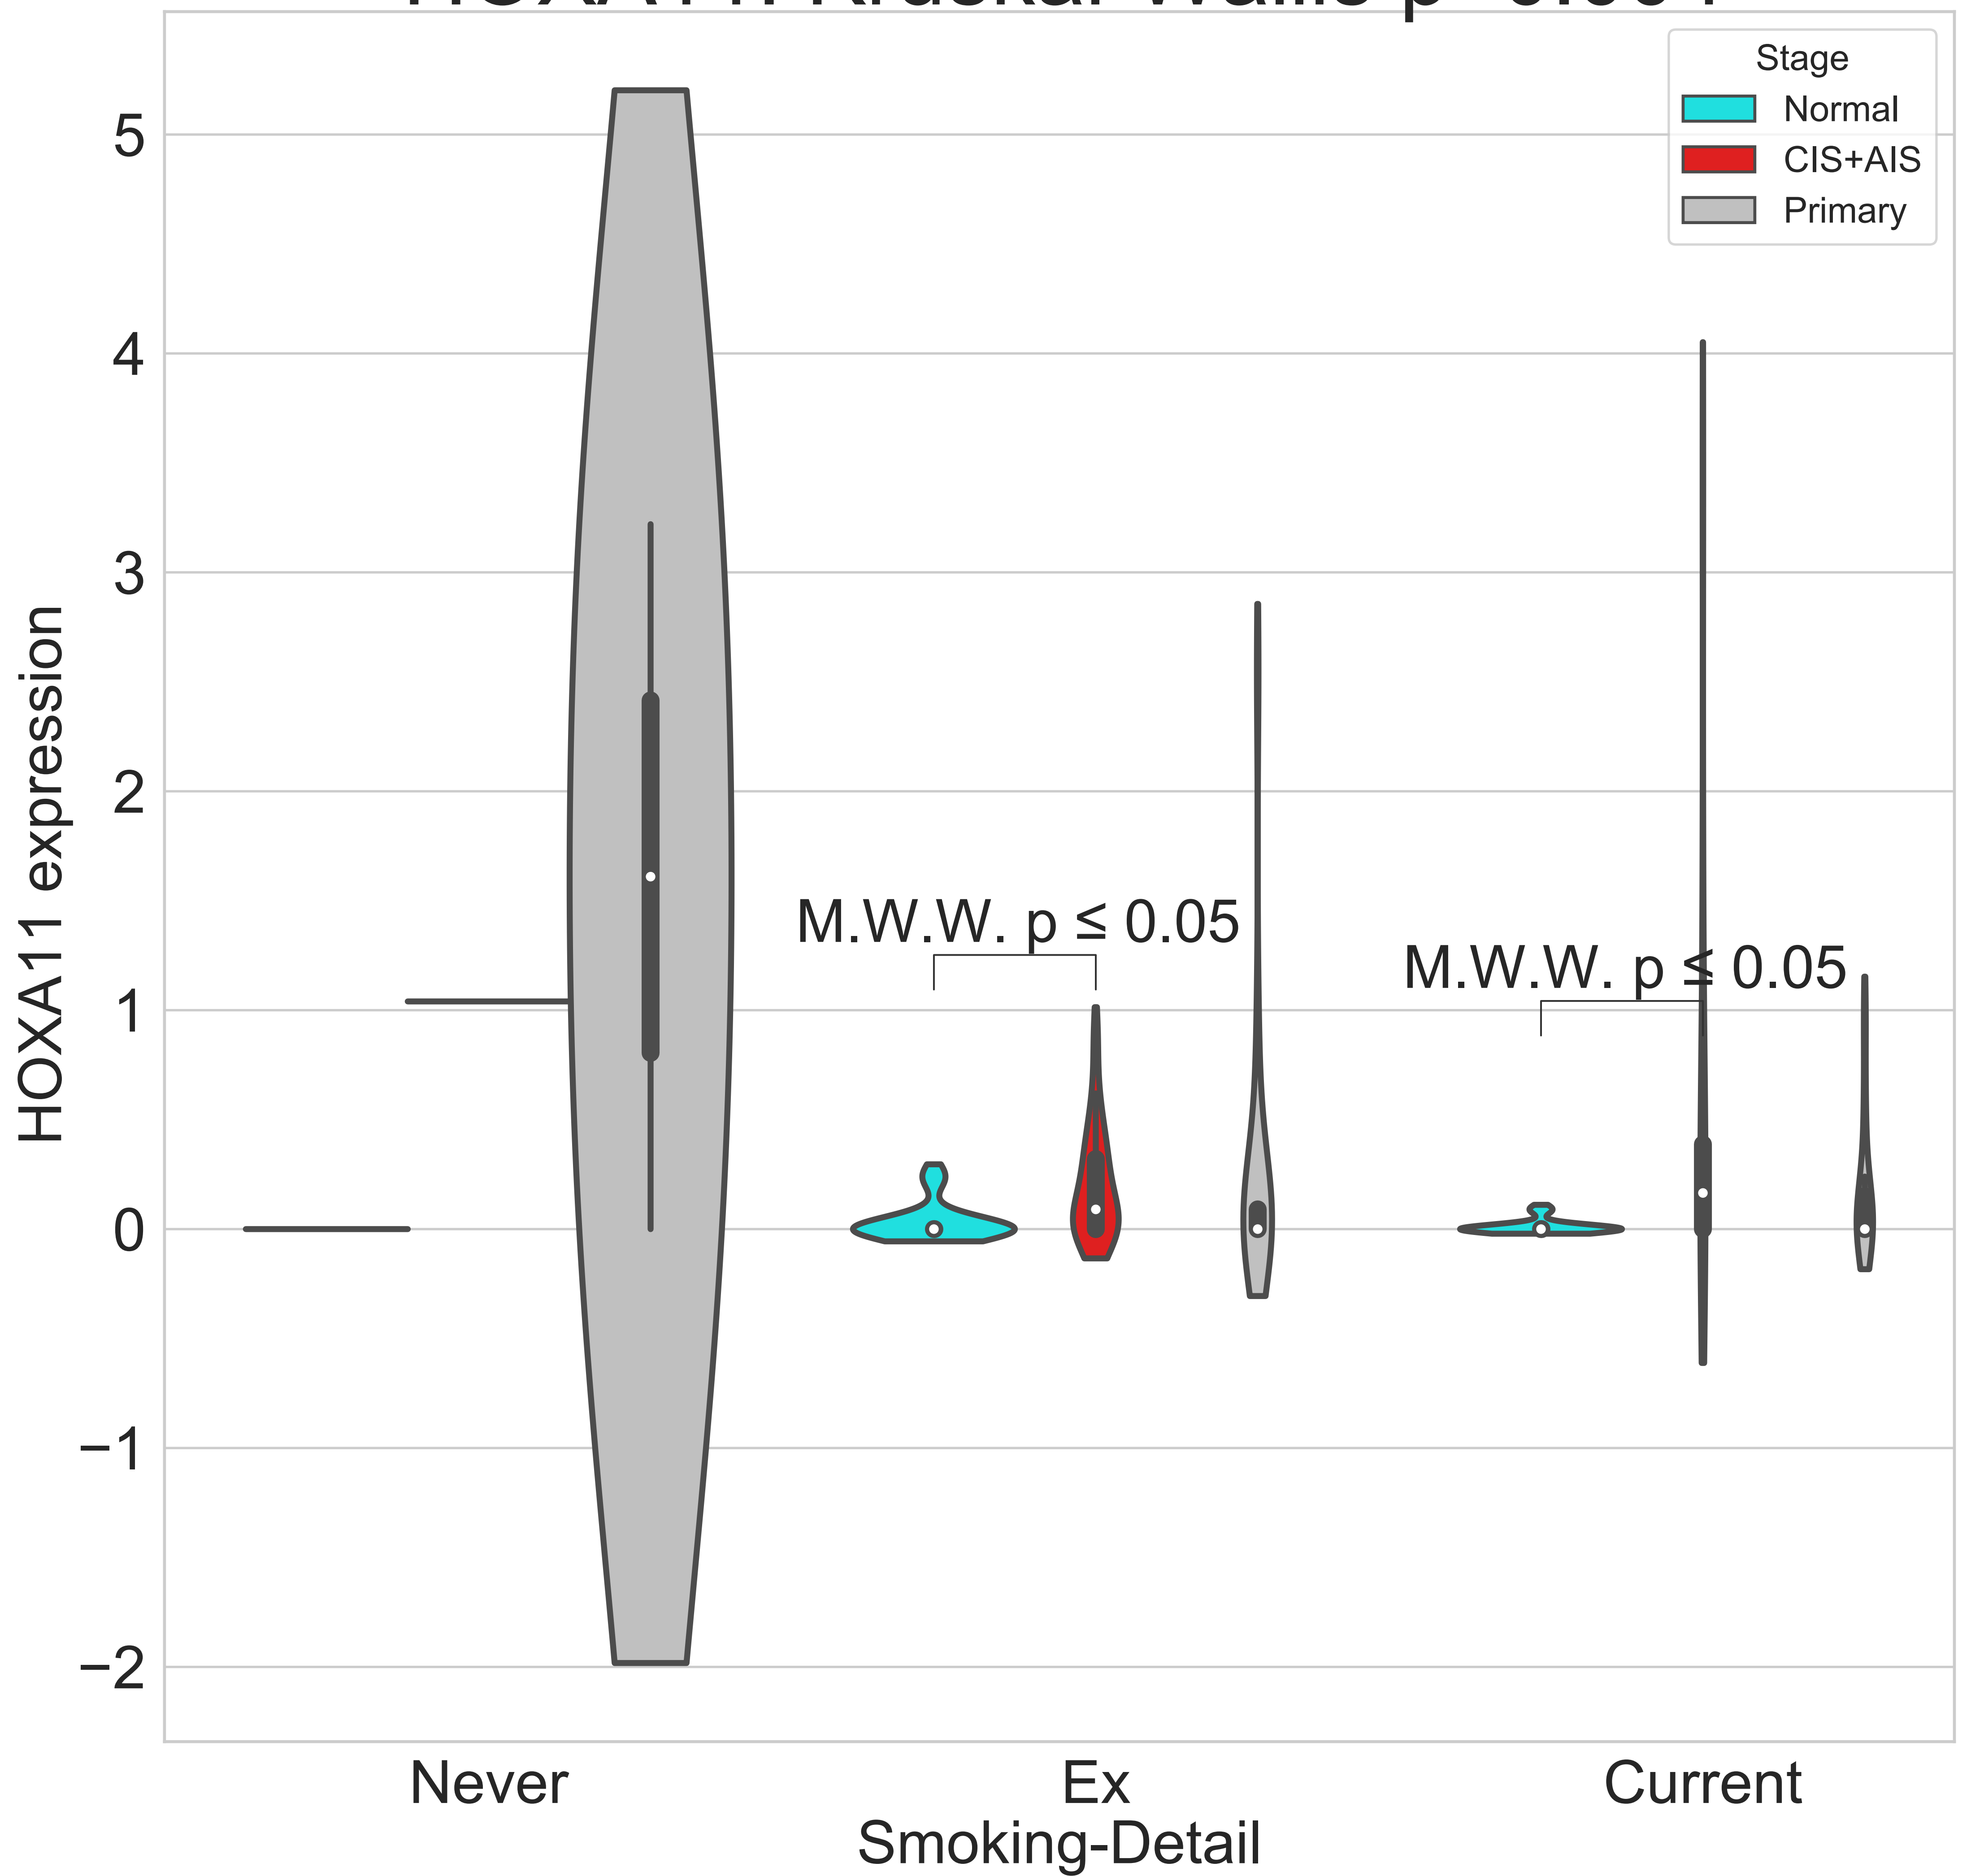 Stage
Normal
CIS+AIS
Primary
5
4
3
2
1
0
−1
−2
HOXA11 expression
M.W.W. p ≤ 0.05
M.W.W. p ≤ 0.05
Never
Ex
Current
Smoking-Detail